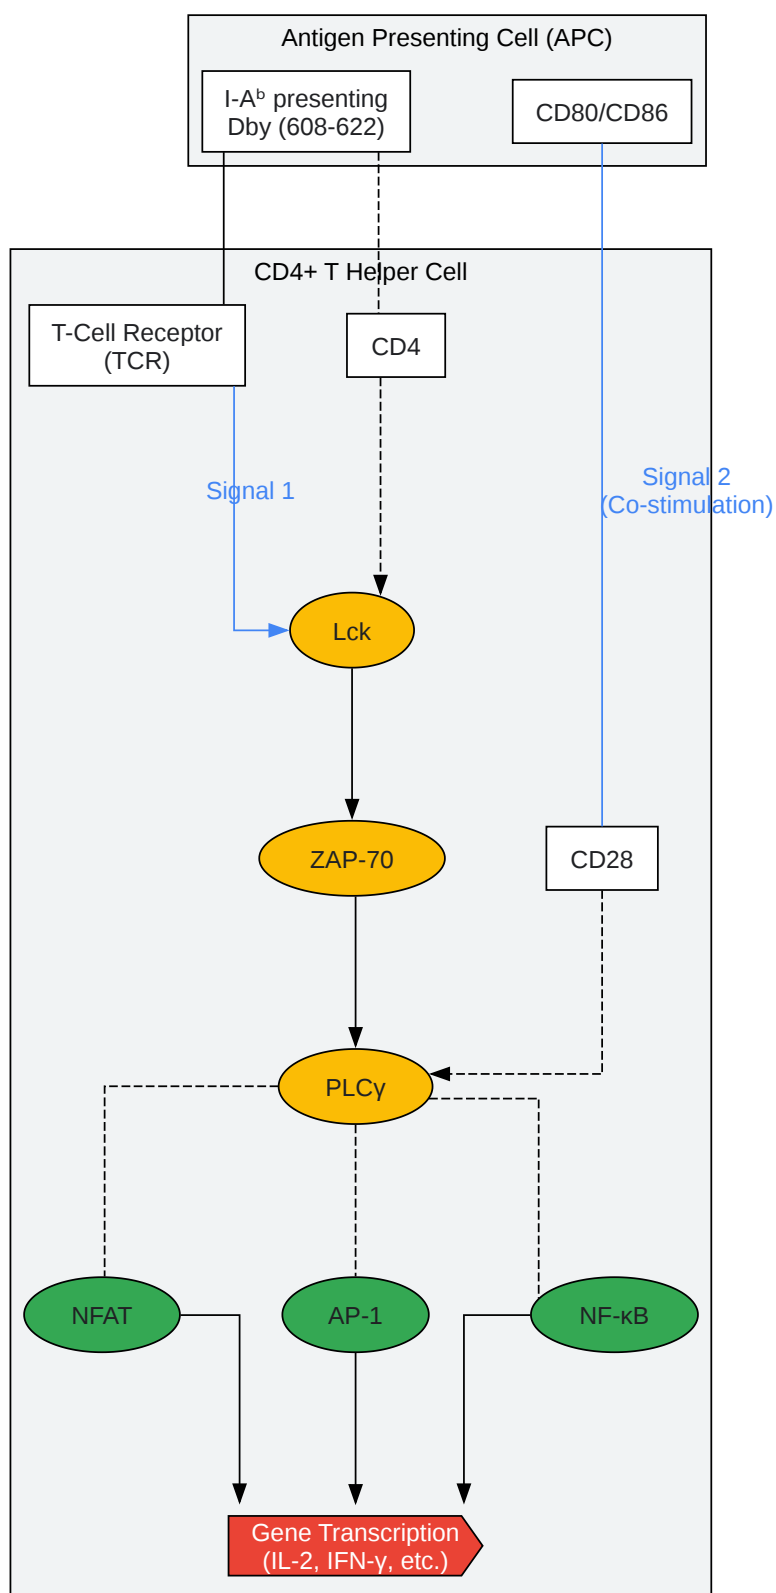 Antigen Presenting Cell (APC)
I-Aᵇ presenting
Dby (608-622)
CD80/CD86
CD4+ T Helper Cell
T-Cell Receptor
(TCR)
CD4
Signal 1
Signal 2
(Co-stimulation)
Lck
ZAP-70
CD28
PLCγ
NFAT
AP-1
NF-κB
Gene Transcription
(IL-2, IFN-γ, etc.)